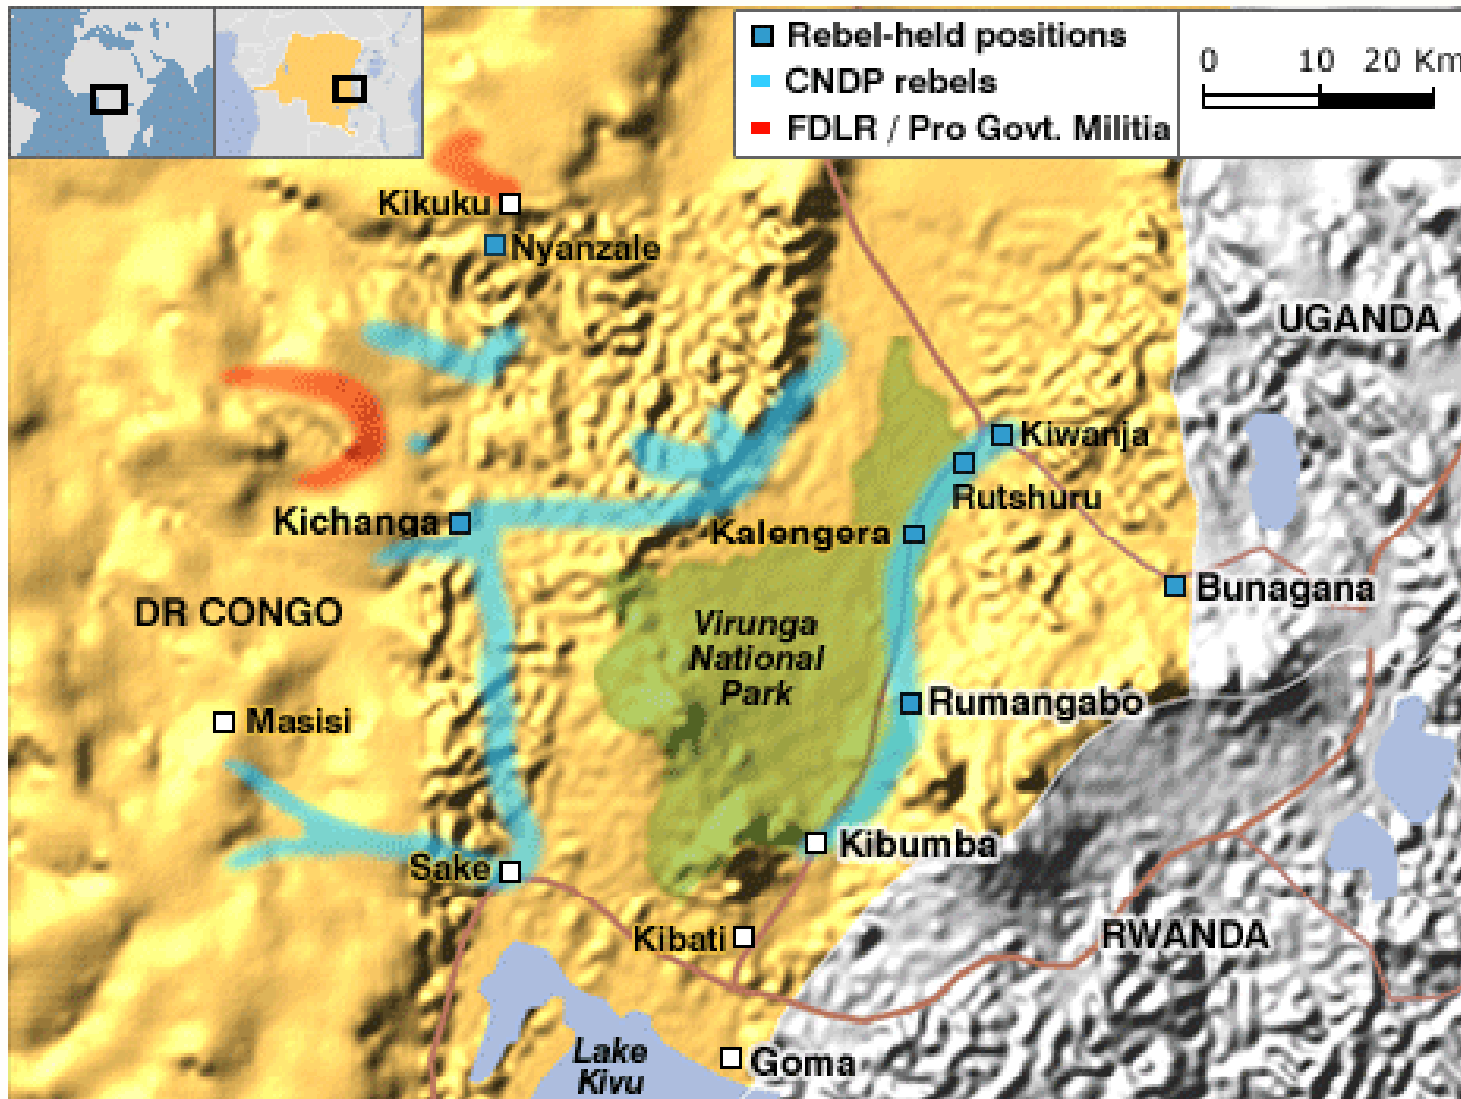 Rebel-held positions
CNDP rebels
FDLR / Pro Govt. Militia
0 10 20 Km
Kikuku
Nyanzale
UGANDA
Kiwanja
Rutshuru
Kichanga
Kalengera
Bunagana
DR CONGO
Virunga
National
Park
Rumangabo
Masisi
Kibumba
Sake
Kibati
RWANDA
Lake
Kivu
Goma